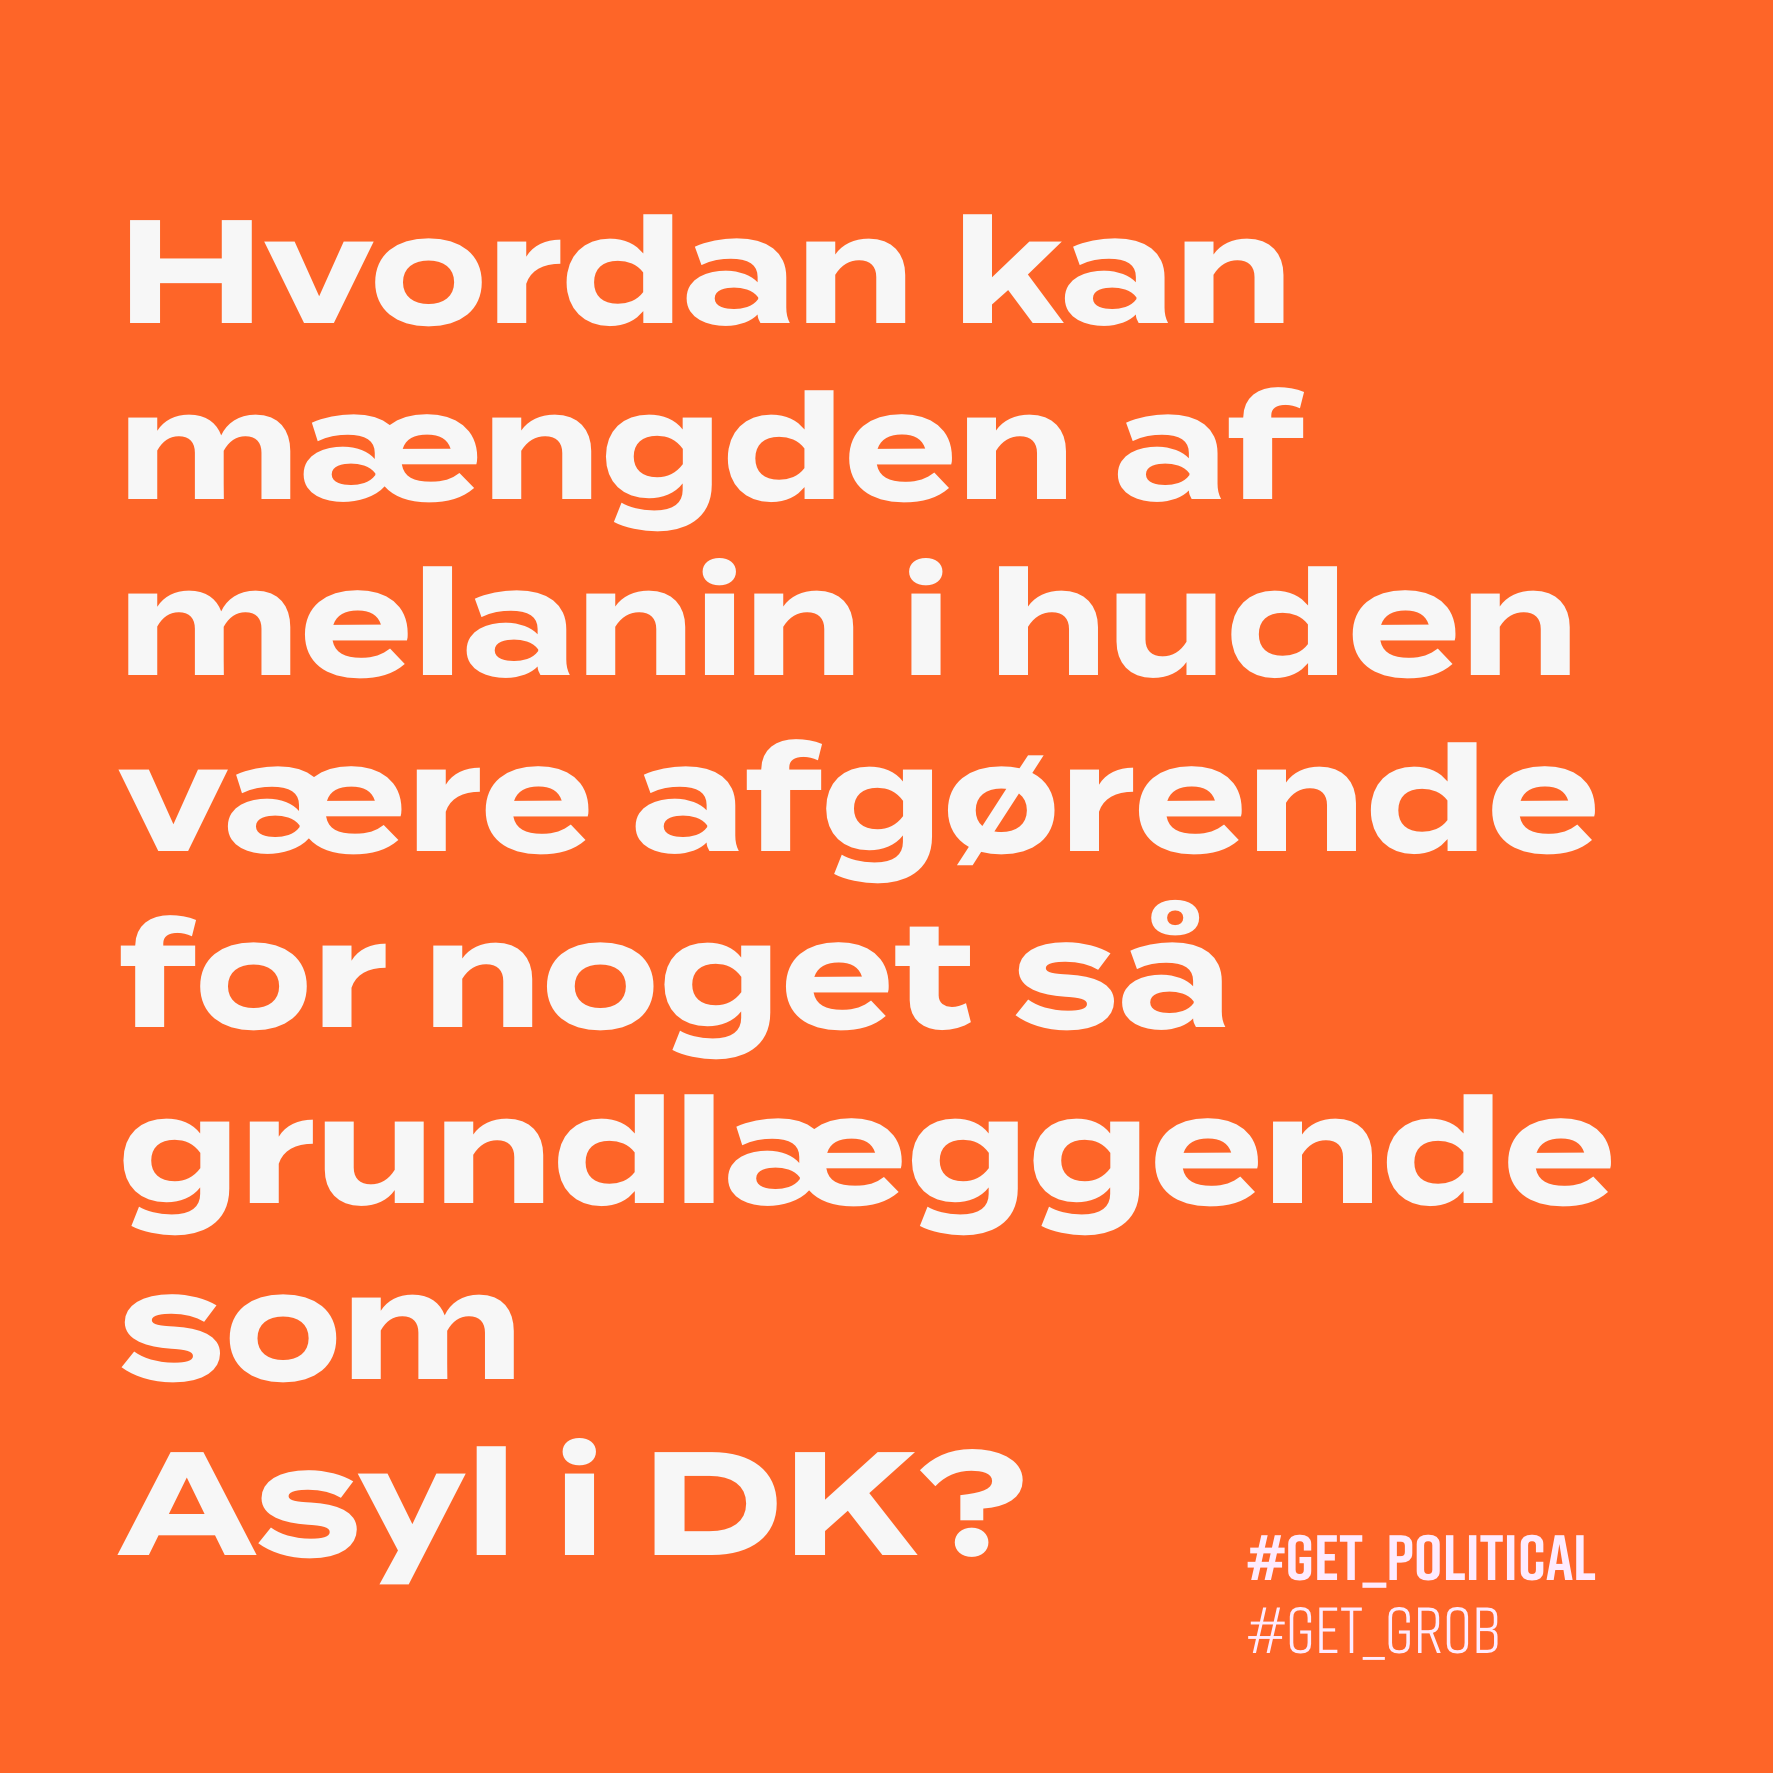 Hvordan kan
mængden af
melanin i huden
være afgørende
for noget så
grundlæggende
som
Asyl i DK?
#GET_POLITICAL
#GET_GROB